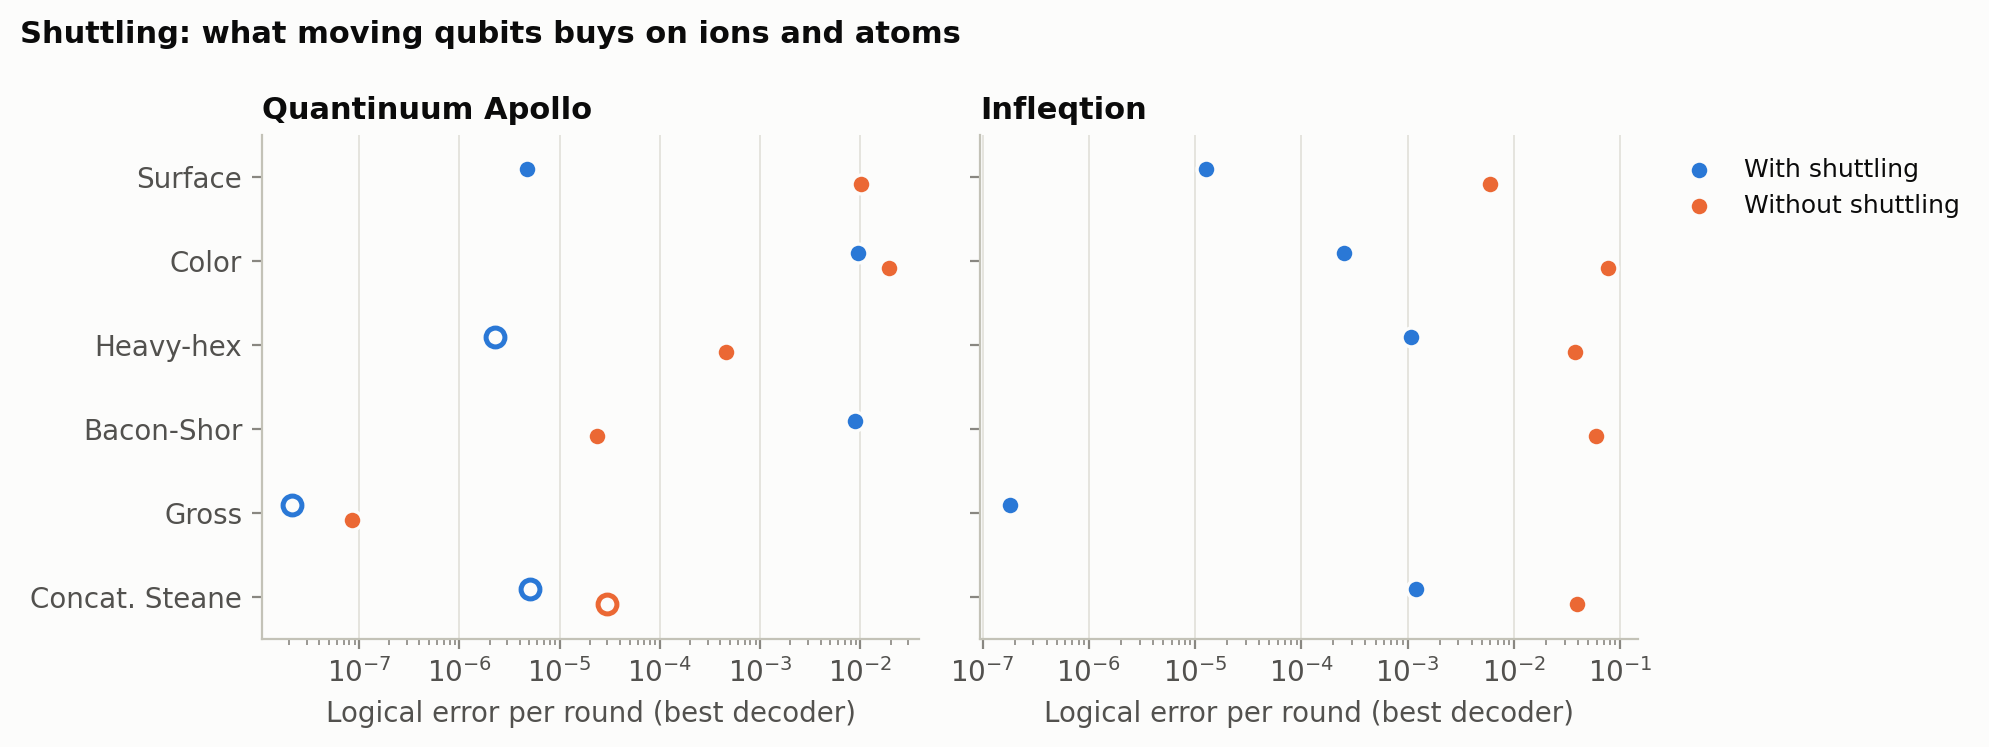 Shuttling: what moving qubits buys on ions and atoms
Quantinuum Apollo
Infleqtion
Surface
Color
Heavy-hex
Bacon-Shor
Gross
Concat. Steane
With shuttling
Without shuttling
10⁻⁷ 10⁻⁶ 10⁻⁵ 10⁻⁴ 10⁻³ 10⁻²
10⁻⁷ 10⁻⁶ 10⁻⁵ 10⁻⁴ 10⁻³ 10⁻² 10⁻¹
Logical error per round (best decoder)
Logical error per round (best decoder)